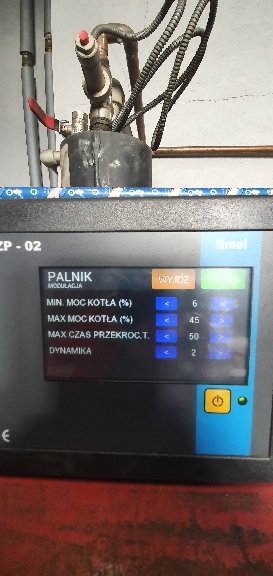 ZP - 02
timel
PALNIK
MODULACJA
WYJDŹ
MIN. MOC KOTŁA (%) < 6 >
MAX MOC KOTŁA (%) < 45 >
MAX CZAS PRZEKROC.T. < 50 >
DYNAMIKA < 2 >
CE